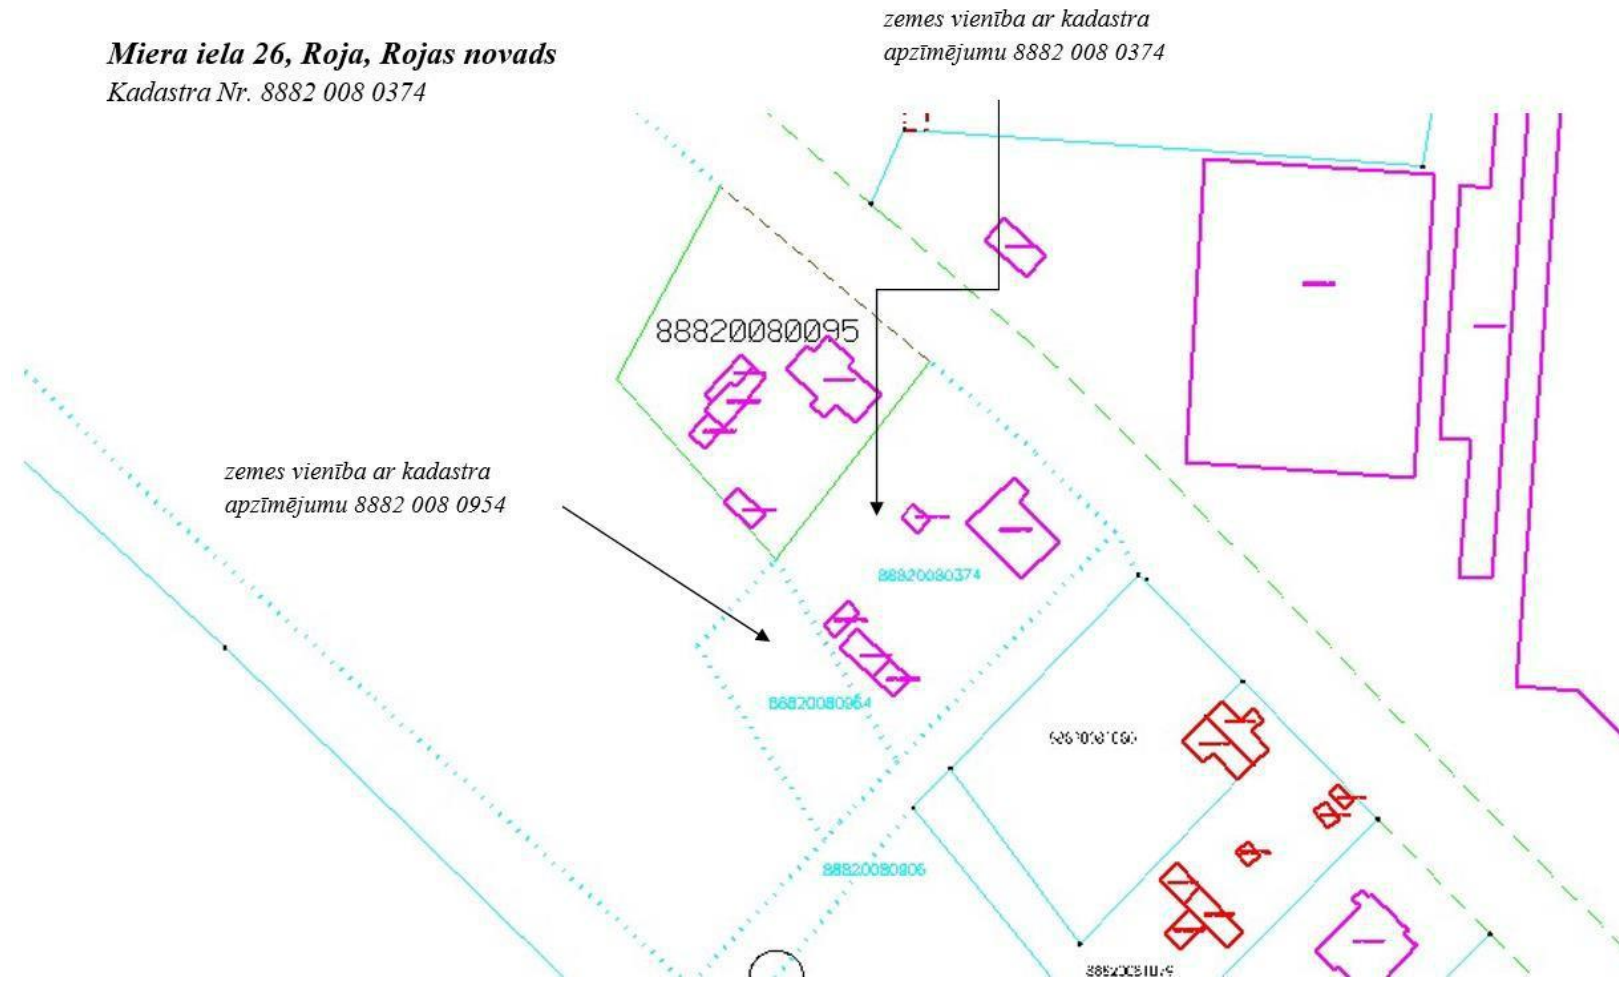 zemes vienība ar kadastra
apzīmējumu 8882 008 0374
Miera iela 26, Roja, Rojas novads
Kadastra Nr. 8882 008 0374
88820080095
zemes vienība ar kadastra
apzīmējumu 8882 008 0954
88820080374
88820080954
88820080906